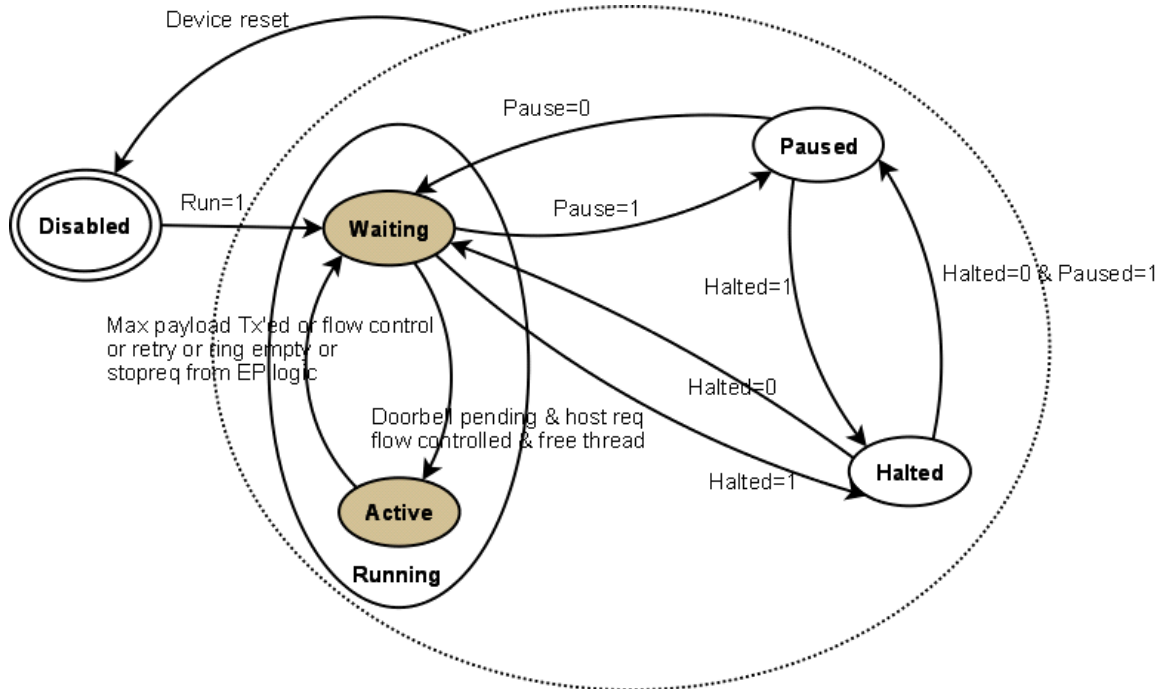 Device reset
Pause=0
Paused
Run=1
Disabled
Waiting
Pause=1
Halted=0 & Paused=1
Halted=1
Max payload Tx'ed or flow control
or retry or ring empty or
stopreq from EP logic
Halted=0
Doorbell pending & host req
flow controlled & free thread
Halted=1
Halted
Active
Running